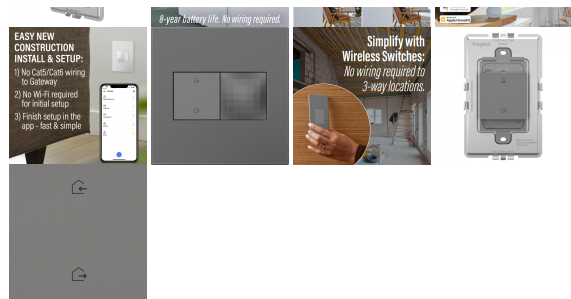 8-year battery life. No wiring required.
EASY NEW
CONSTRUCTION
INSTALL & SETUP:
1) No Cat5/Cat6 wiring
to Gateway
2) No Wi-Fi required
for initial setup
3) Finish setup in the
app - fast & simple
Simplify with
Wireless Switches:
No wiring required to
3-way locations.
legrand